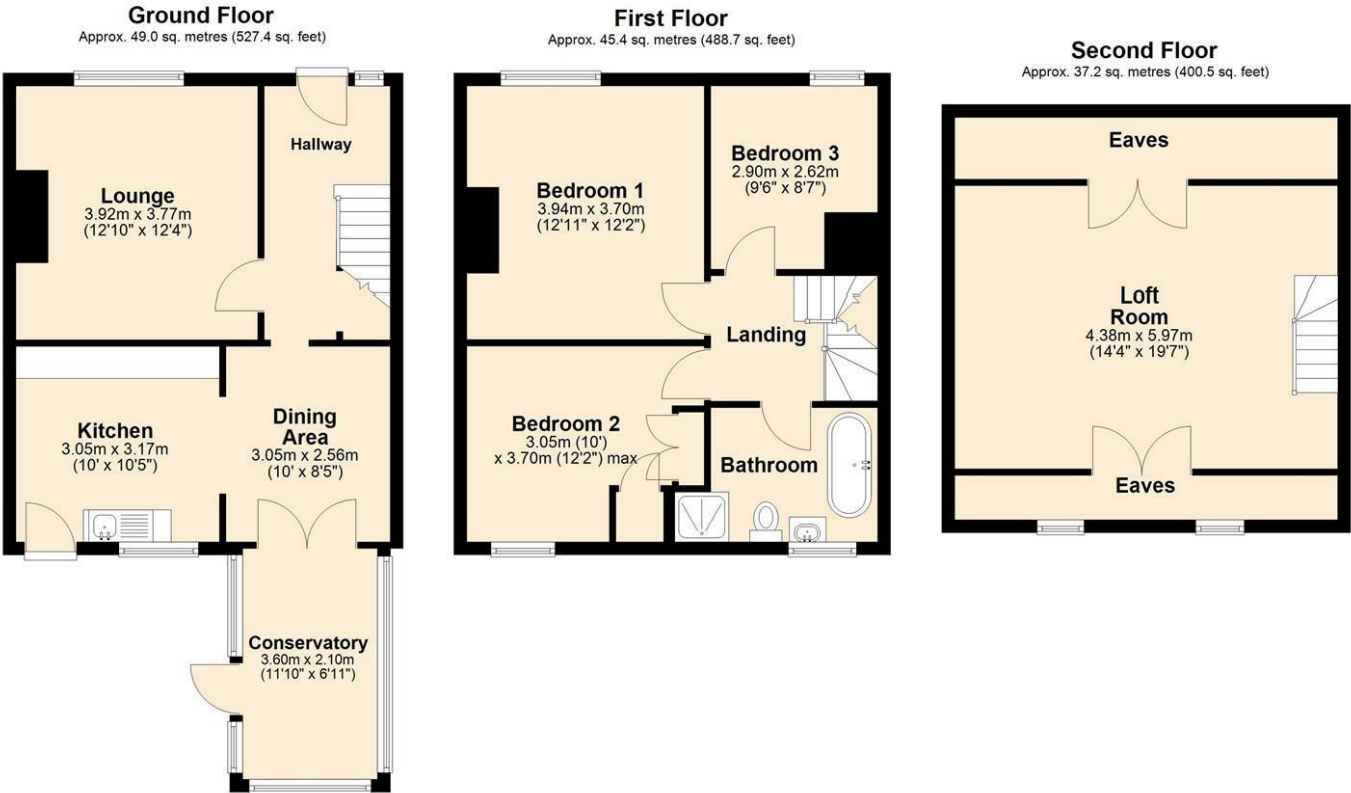 Ground Floor
Approx. 49.0 sq. metres (527.4 sq. feet)
Hallway
Lounge
3.92m x 3.77m
(12'10" x 12'4")
Kitchen
3.05m x 3.17m
(10' x 10'5")
Dining
Area
3.05m x 2.56m
(10' x 8'5")
Conservatory
3.60m x 2.10m
(11'10" x 6'11")
First Floor
Approx. 45.4 sq. metres (488.7 sq. feet)
Bedroom 1
3.94m x 3.70m
(12'11" x 12'2")
Bedroom 3
2.90m x 2.62m
(9'6" x 8'7")
Landing
Bedroom 2
3.05m (10')
x 3.70m (12'2") max
Bathroom
Second Floor
Approx. 37.2 sq. metres (400.5 sq. feet)
Eaves
Loft
Room
4.38m x 5.97m
(14'4" x 19'7")
Eaves